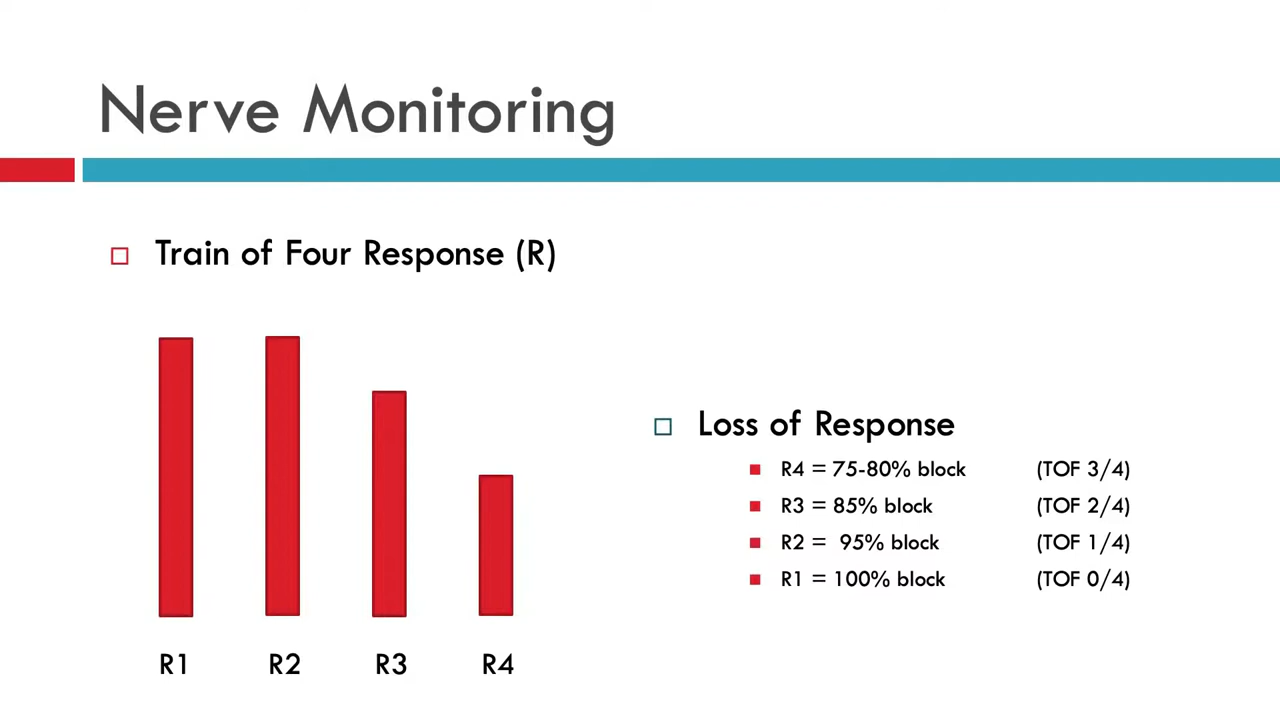 Nerve Monitoring
Train of Four Response (R)
R1 R2 R3 R4
Loss of Response
R4 = 75-80% block (TOF 3/4)
R3 = 85% block (TOF 2/4)
R2 = 95% block (TOF 1/4)
R1 = 100% block (TOF 0/4)